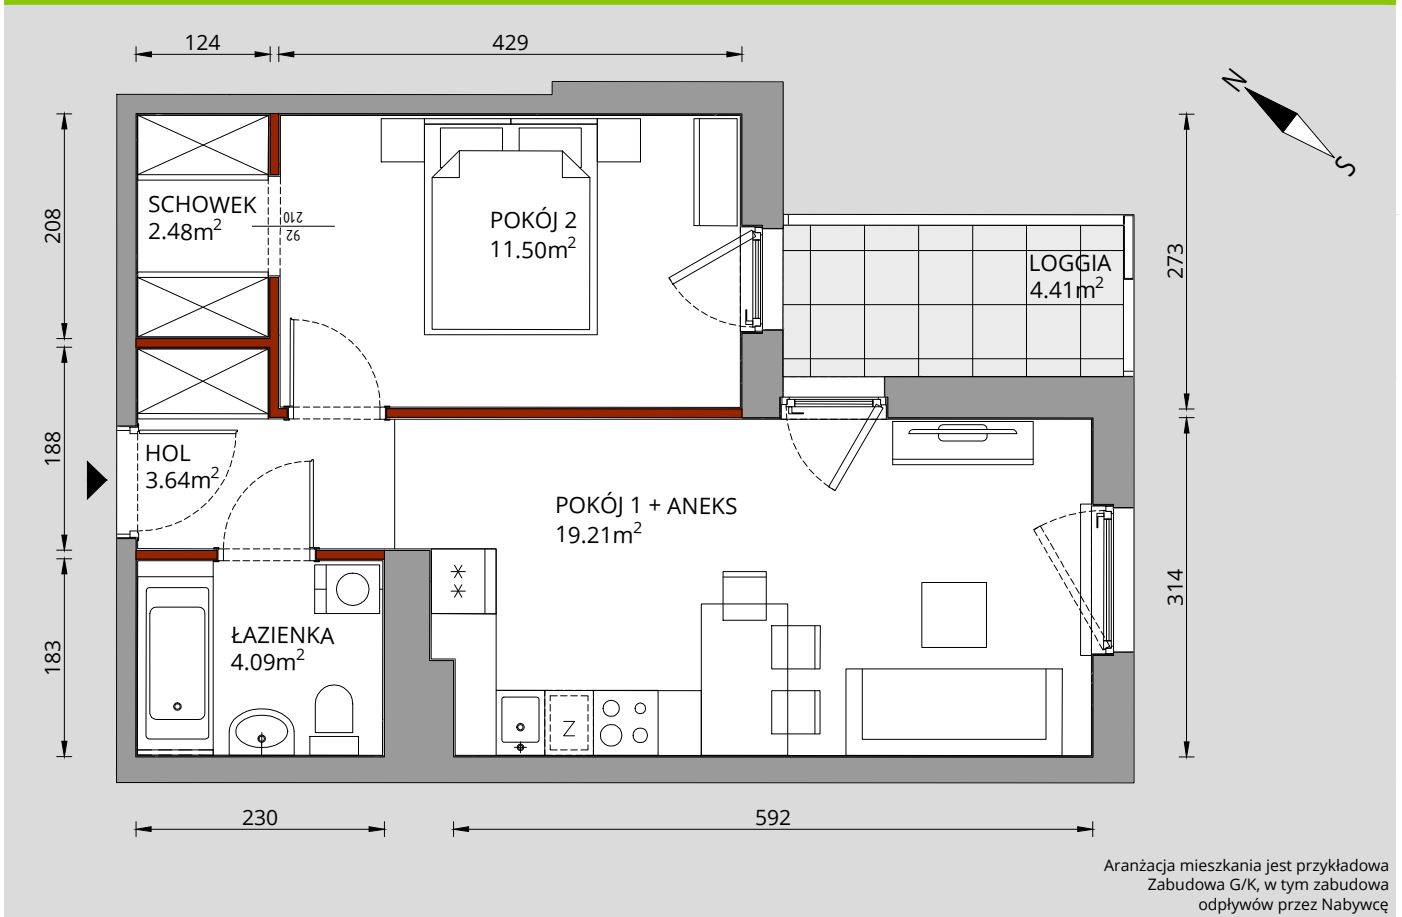 124
429
N
S
208
SCHOWEK
2.48m²
210
92
POKÓJ 2
11.50m²
LOGGIA
4.41m²
273
188
HOL
3.64m²
POKÓJ 1 + ANEKS
19.21m²
314
183
ŁAZIENKA
4.09m²
Z
230
592
Aranżacja mieszkania jest przykładowa
Zabudowa G/K, w tym zabudowa
odpływów przez Nabywcę